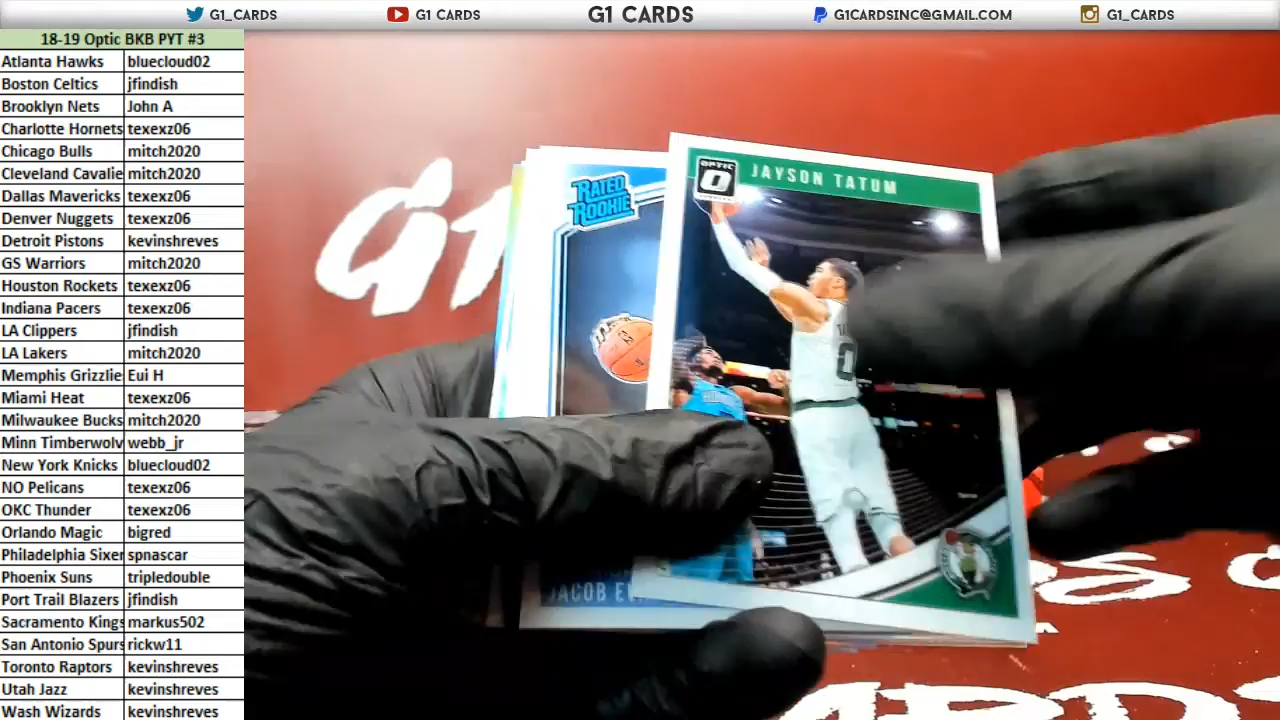 G1_CARDS
G1 CARDS
G1 CARDS
G1CARDSINC@GMAIL.COM
G1_CARDS
18-19 Optic BKB PYT #3
Atlanta Hawks bluecloud02
Boston Celtics jfindish
Brooklyn Nets John A
Charlotte Hornets texexz06
Chicago Bulls mitch2020
Cleveland Cavalie mitch2020
Dallas Mavericks texexz06
Denver Nuggets texexz06
Detroit Pistons kevinshreves
GS Warriors mitch2020
Houston Rockets texexz06
Indiana Pacers texexz06
LA Clippers jfindish
LA Lakers mitch2020
Memphis Grizzlie Eui H
Miami Heat texexz06
Milwaukee Bucks mitch2020
Minn Timberwolv webb_jr
New York Knicks bluecloud02
NO Pelicans texexz06
OKC Thunder texexz06
Orlando Magic bigred
Philadelphia Sixer spnascar
Phoenix Suns tripledouble
Port Trail Blazers jfindish
Sacramento Kings markus502
San Antonio Spurs rickw11
Toronto Raptors kevinshreves
Utah Jazz kevinshreves
Wash Wizards kevinshreves
OPTIC
JAYSON TATUM
RATED
ROOKIE
G1
0
JACOB EV